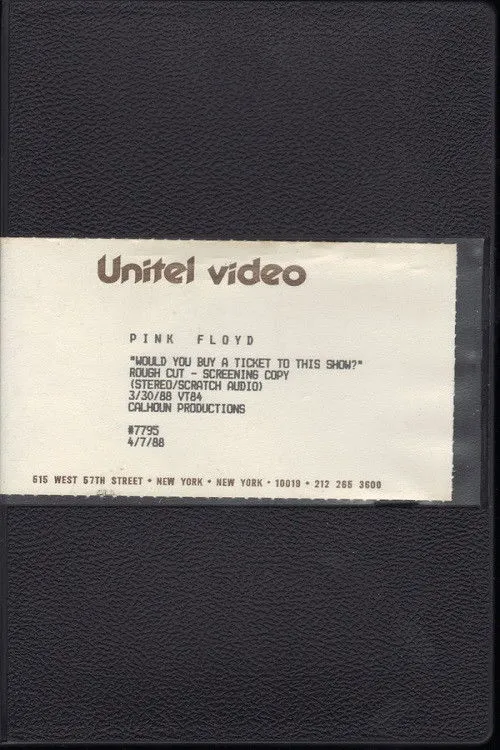 Unitel video
PINK FLOYD
"WOULD YOU BUY A TICKET TO THIS SHOW?"
ROUGH CUT - SCREENING COPY
(STEREO/SCRATCH AUDIO)
3/30/88 VT84
CALHOUN PRODUCTIONS
#7795
4/7/88
515 WEST 57TH STREET • NEW YORK • NEW YORK • 10019 • 212 265 3600